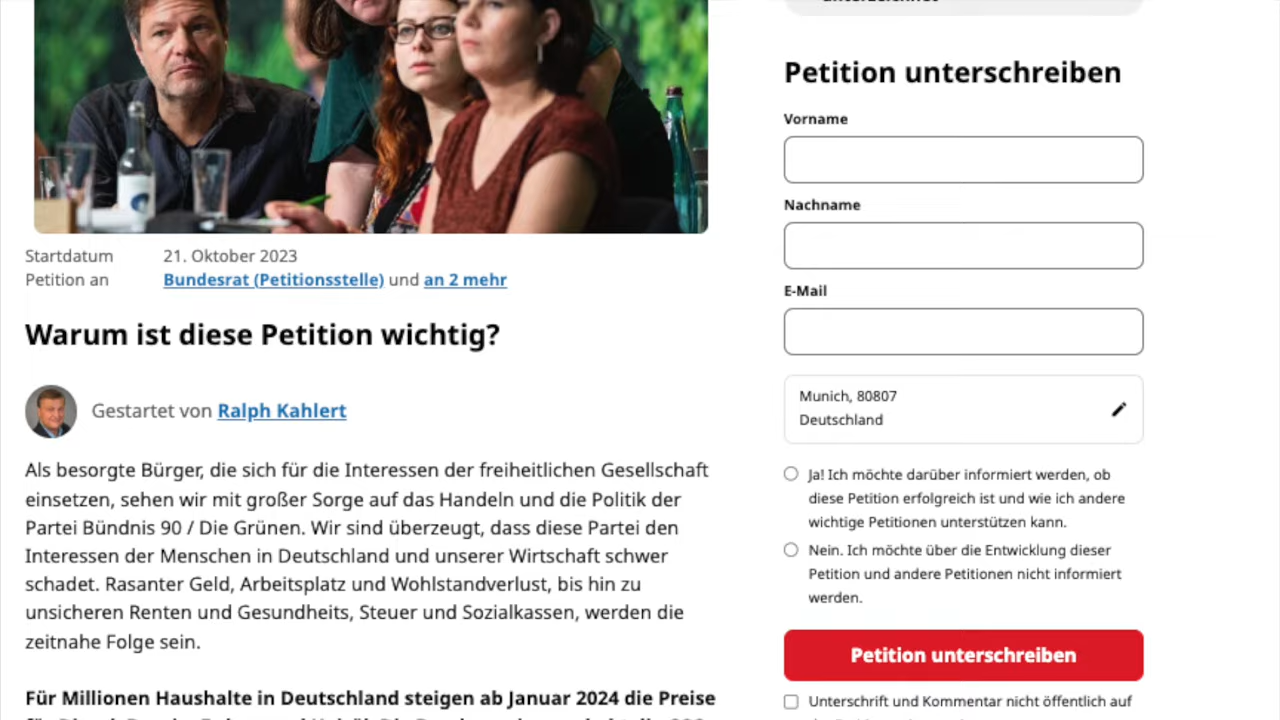 Startdatum 21. Oktober 2023
Petition an Bundesrat (Petitionsstelle) und an 2 mehr
Warum ist diese Petition wichtig?
Gestartet von Ralph Kahlert
Als besorgte Bürger, die sich für die Interessen der freiheitlichen Gesellschaft
einsetzen, sehen wir mit großer Sorge auf das Handeln und die Politik der
Partei Bündnis 90 / Die Grünen. Wir sind überzeugt, dass diese Partei den
Interessen der Menschen in Deutschland und unserer Wirtschaft schwer
schadet. Rasanter Geld, Arbeitsplatz und Wohlstandverlust, bis hin zu
unsicheren Renten und Gesundheits, Steuer und Sozialkassen, werden die
zeitnahe Folge sein.
Für Millionen Haushalte in Deutschland steigen ab Januar 2024 die Preise
Petition unterschreiben
Vorname
Nachname
E-Mail
Munich, 80807
Deutschland
Ja! Ich möchte darüber informiert werden, ob
diese Petition erfolgreich ist und wie ich andere
wichtige Petitionen unterstützen kann.
Nein. Ich möchte über die Entwicklung dieser
Petition und andere Petitionen nicht informiert
werden.
Petition unterschreiben
Unterschrift und Kommentar nicht öffentlich auf